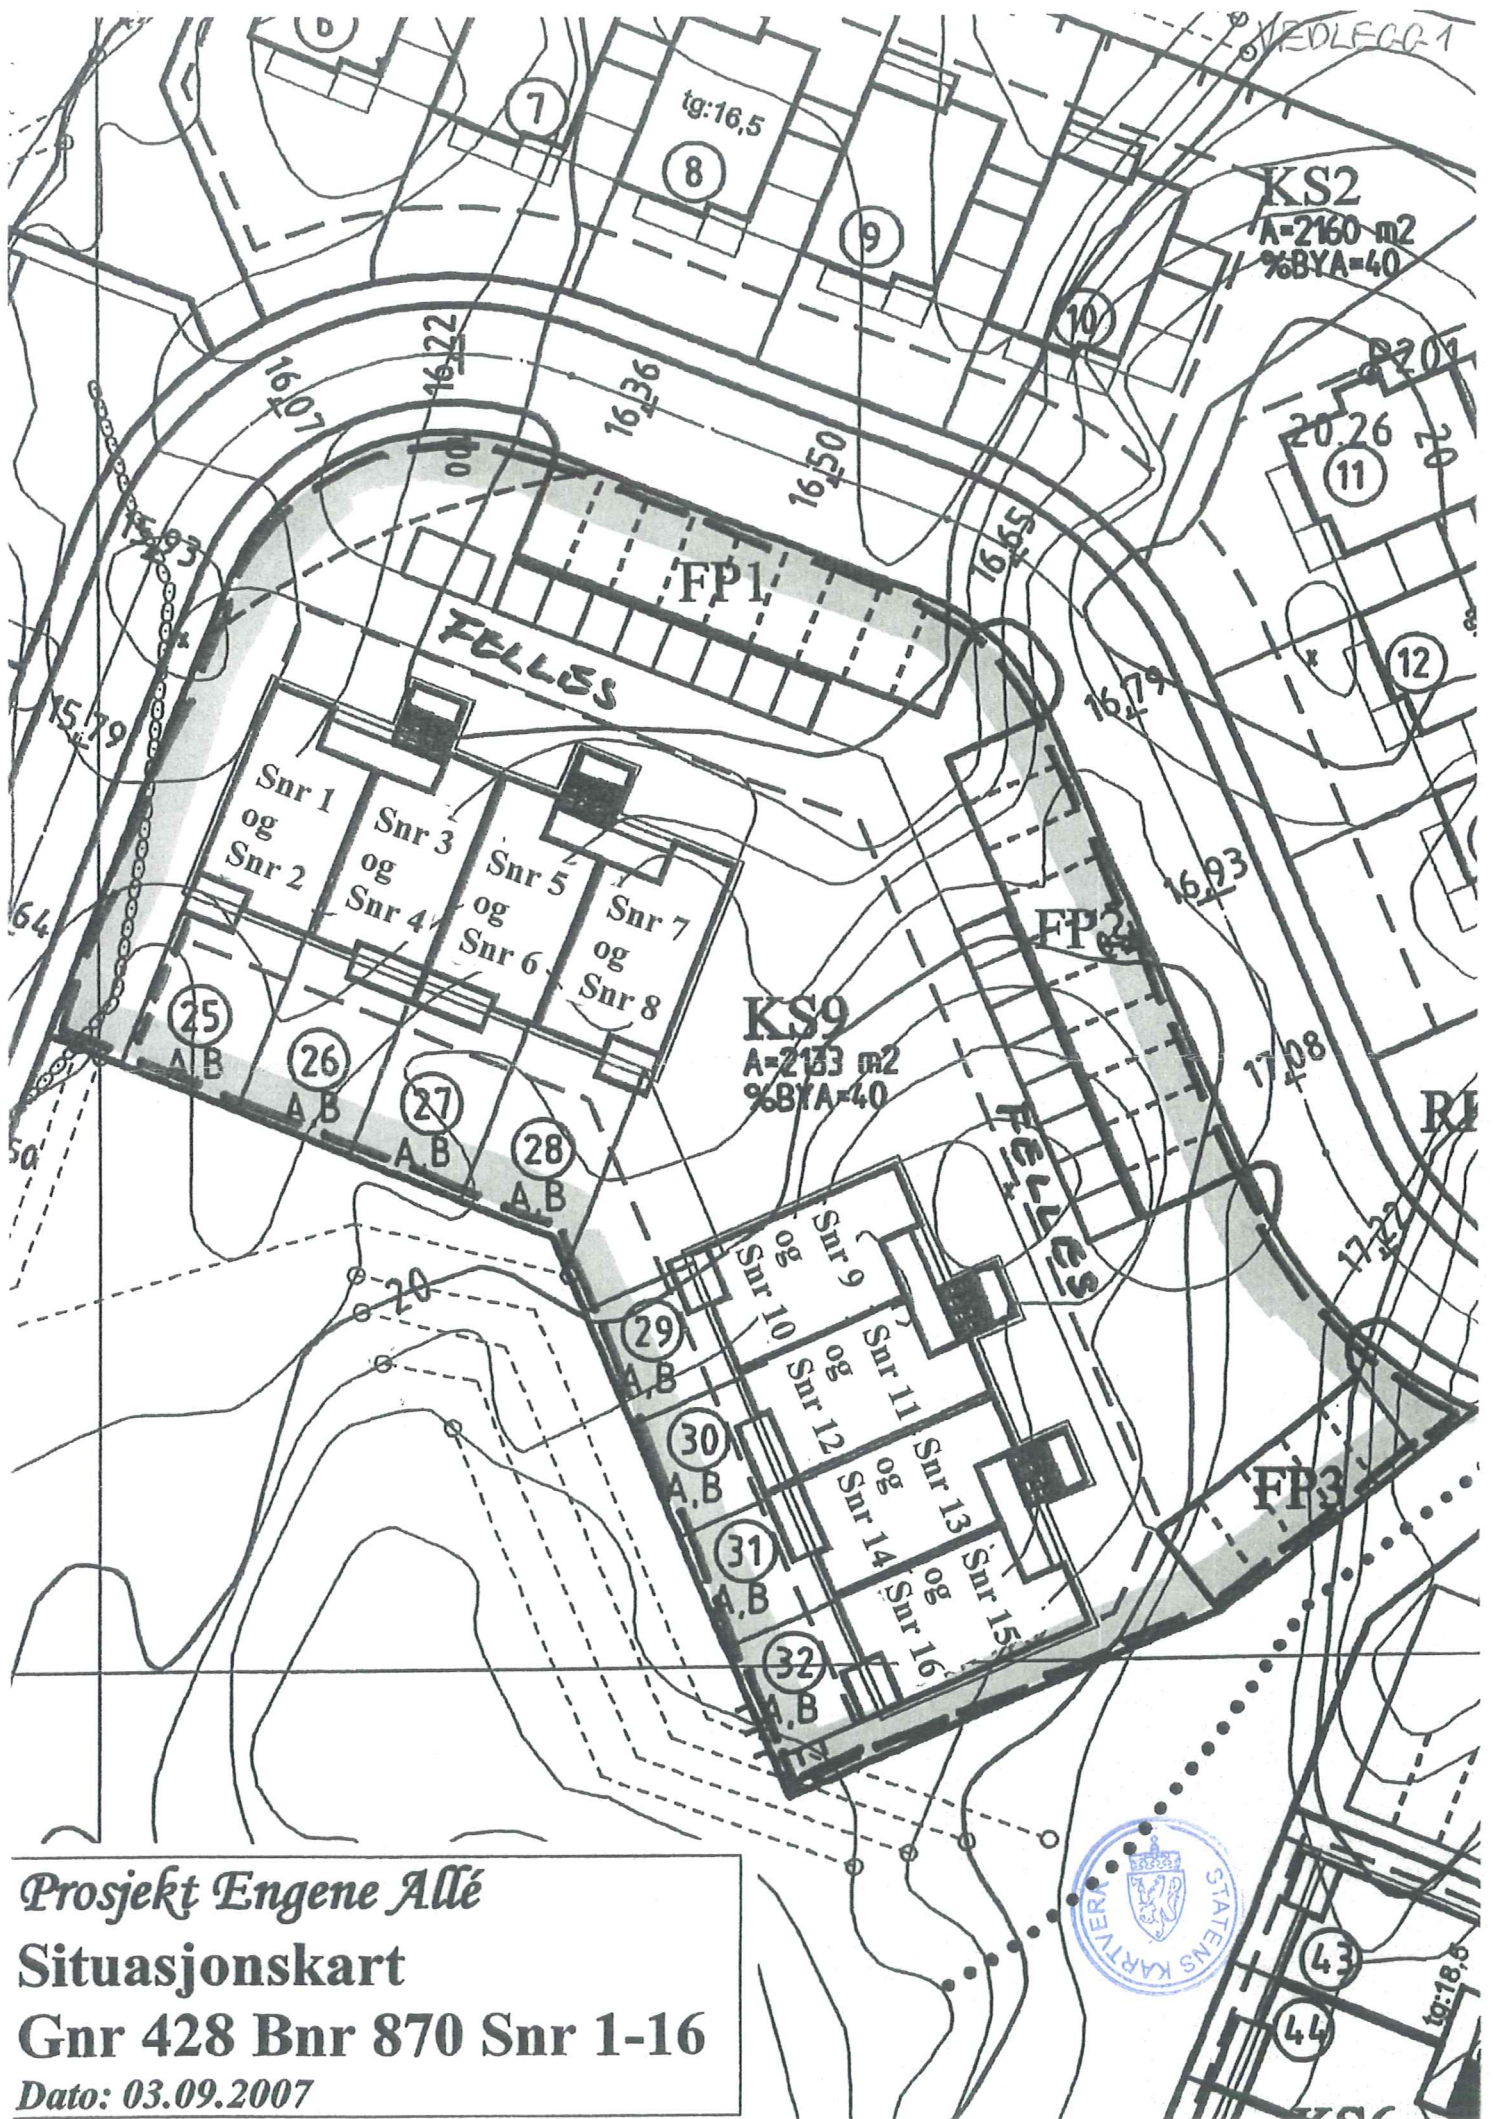 VEDLEGG 1
6
7
tg:16,5
8
9
10
KS2
A=2160 m2
%BYA=40
16,07
16,22
16,36
16,50
16,65
16,79
16,93
17,08
17,22
15,93
15,79
64
20.26
20
11
12
FP1
FELLES
Snr 1
og
Snr 2
Snr 3
og
Snr 4
Snr 5
og
Snr 6
Snr 7
og
Snr 8
FP2
25
A,B
26
A,B
27
A,B
28
A,B
KS9
A=2133 m2
%BYA=40
FELLES
20
29
A,B
30
A,B
31
A,B
32
A,B
Snr 9
og
Snr 10
Snr 11
og
Snr 12
Snr 13
og
Snr 14
Snr 15
og
Snr 16
FP3
STATENS KARTVERK
43
44
tg:18,6
Prosjekt Engene Allé
Situasjonskart
Gnr 428 Bnr 870 Snr 1-16
Dato: 03.09.2007